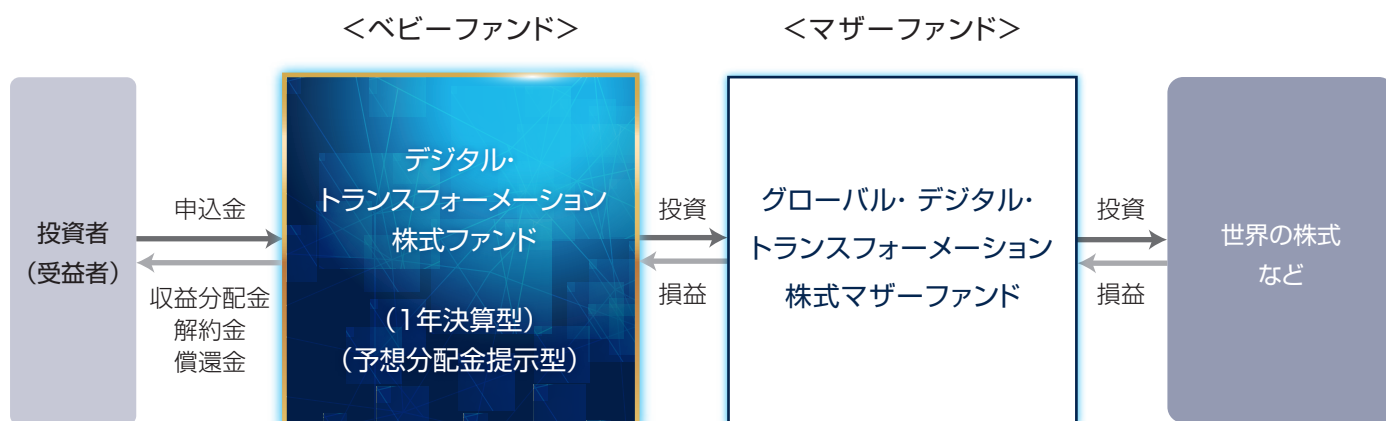 ＜ベビーファンド＞
＜マザーファンド＞
投資者
（受益者）
申込金
収益分配金
解約金
償還金
デジタル・
トランスフォーメーション
株式ファンド
（1年決算型）
（予想分配金提示型）
投資
損益
グローバル・ デジタル・
トランスフォーメーション
株式マザーファンド
投資
損益
世界の株式
など